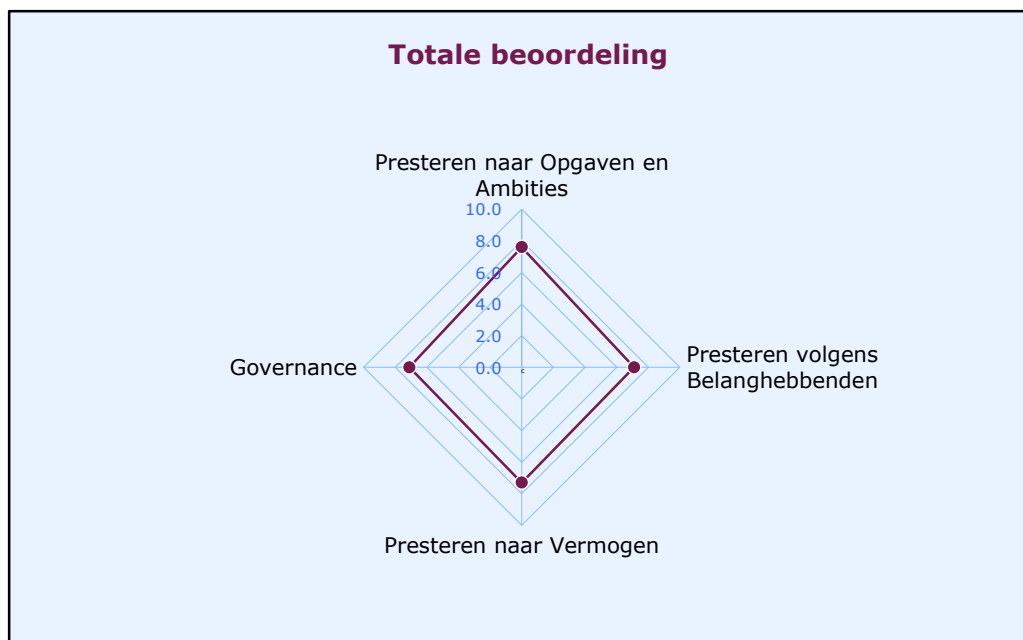 Totale beoordeling
Presteren naar Opgaven en
Ambities
10.0
8.0
6.0
4.0
2.0
0.0
c
Governance
Presteren volgens
Belanghebbenden
Presteren naar Vermogen